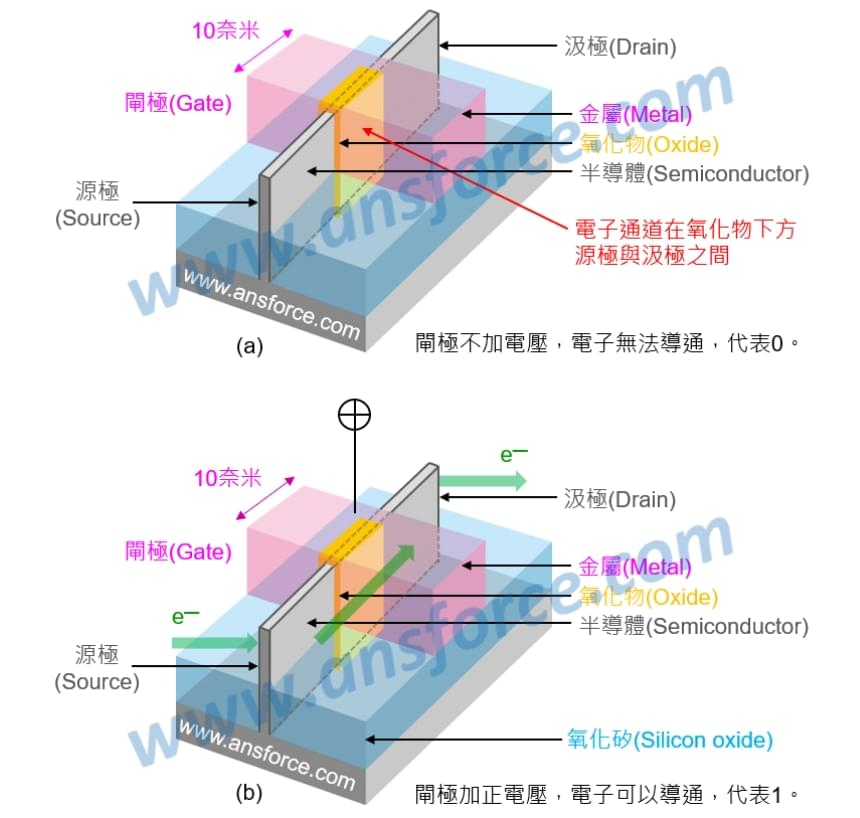 10奈米
汲極(Drain)
閘極(Gate)
金屬(Metal)
氧化物(Oxide)
半導體(Semiconductor)
源極
(Source)
電子通道在氧化物下方
源極與汲極之間
www.ansforce.com
www.ansforce.com
(a)
閘極不加電壓，電子無法導通，代表0。
e−
10奈米
汲極(Drain)
閘極(Gate)
金屬(Metal)
氧化物(Oxide)
e−
半導體(Semiconductor)
源極
(Source)
www.ansforce.com
www.ansforce.com
氧化矽(Silicon oxide)
(b)
閘極加正電壓，電子可以導通，代表1。